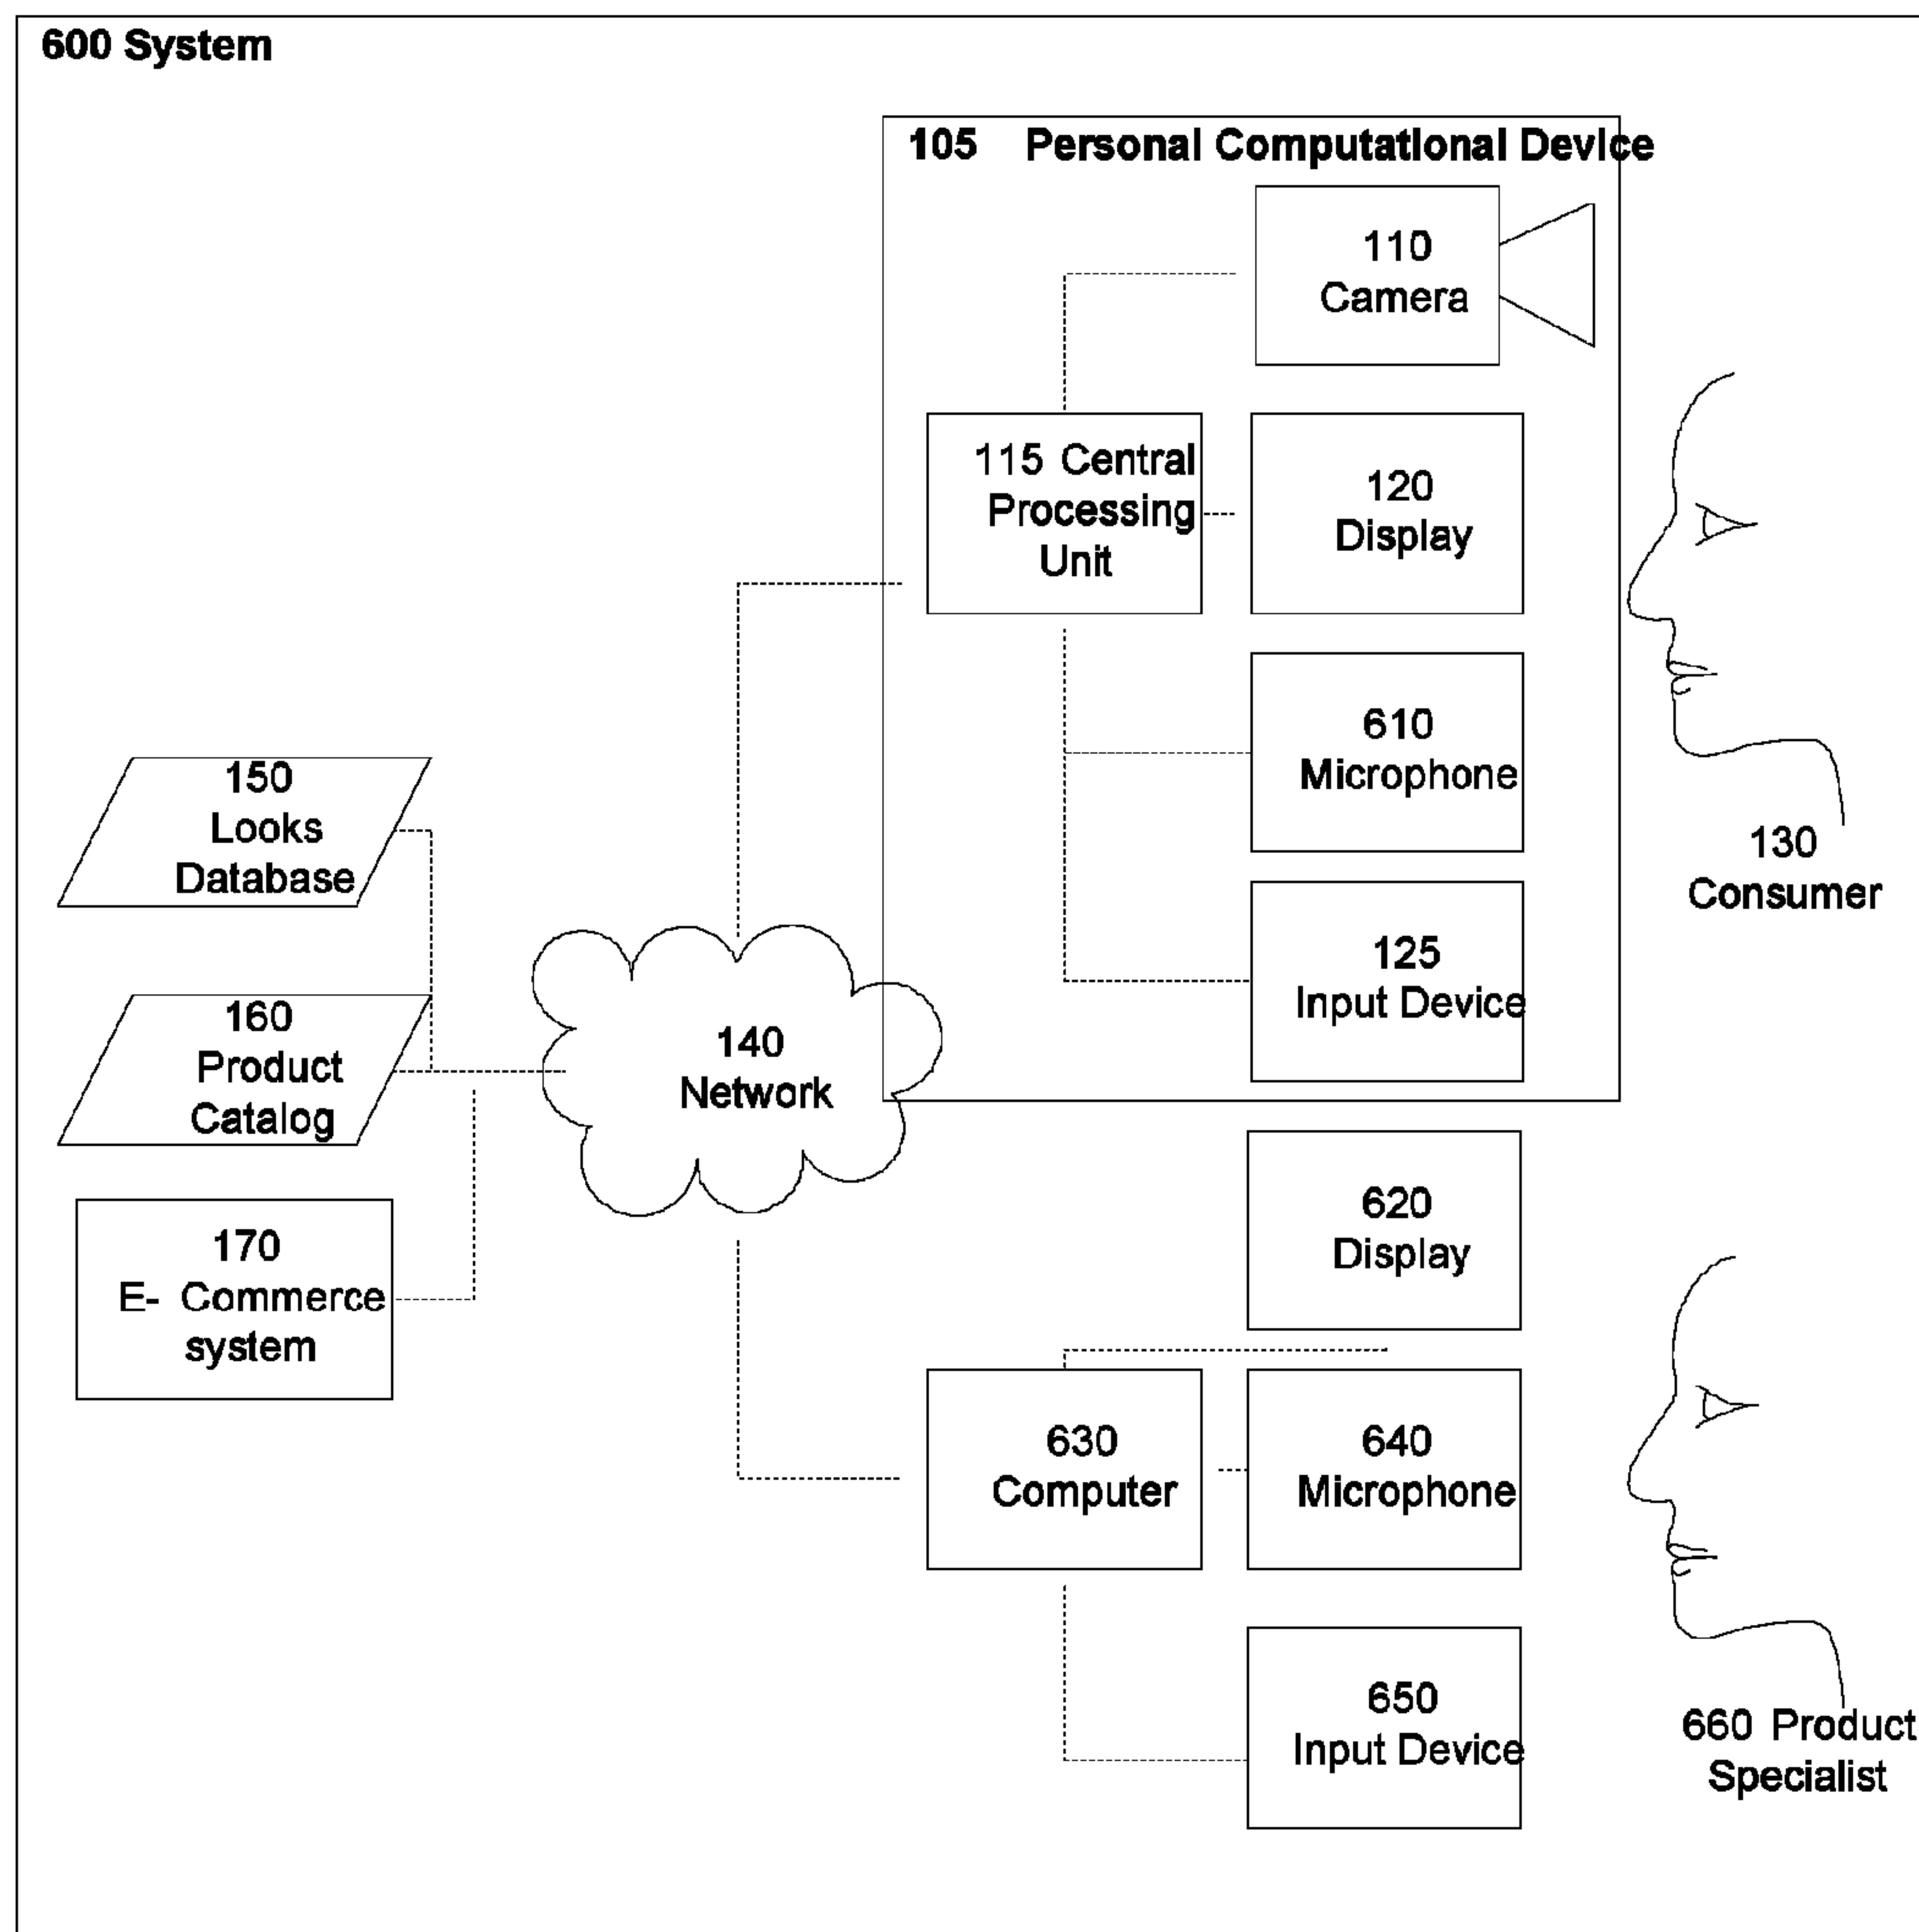 600 System
105 Personal Computational Device
110
Camera
115 Central
Processing
Unit
120
Display
610
Microphone
125
Input Device
130
Consumer
150
Looks
Database
160
Product
Catalog
170
E- Commerce
system
140
Network
620
Display
630
Computer
640
Microphone
650
Input Device
660 Product
Specialist